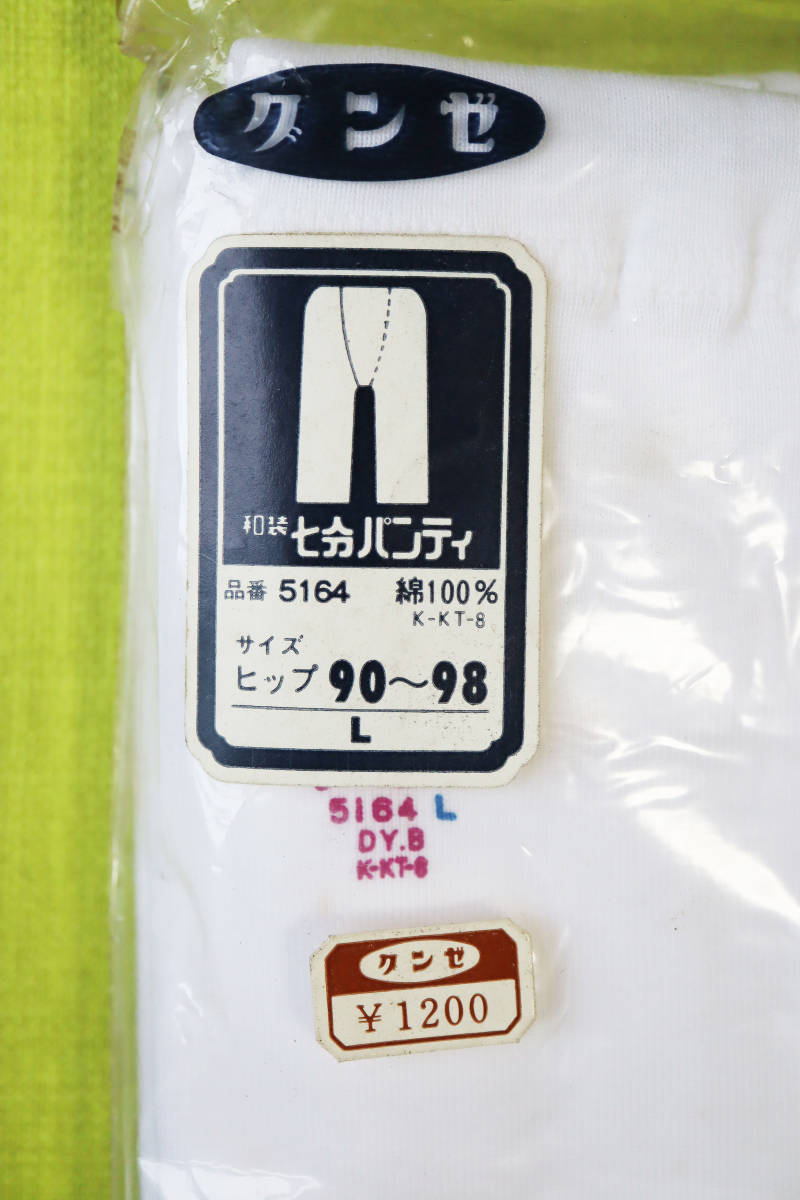 グンゼ
和装 七分パンティ
品番 5164 綿100%
K-KT-8
サイズ
ヒップ 90～98
L
5164 L
DY.B
K-KT-8
グンゼ
¥1200